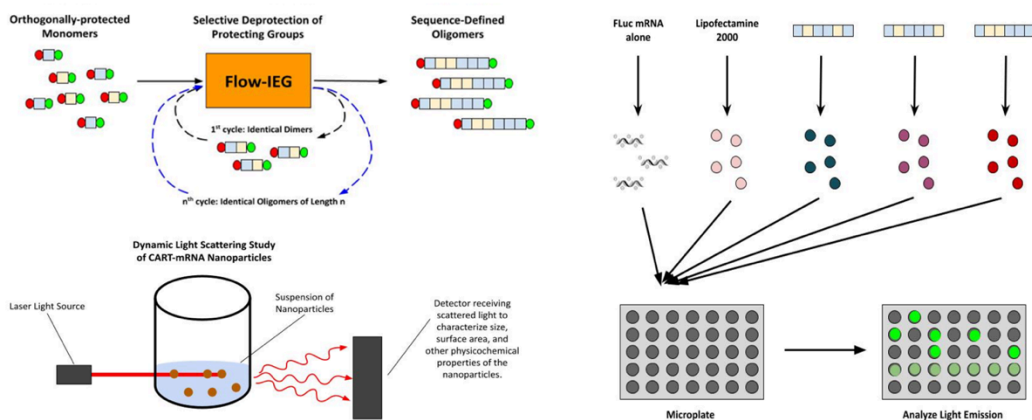 Orthogonally-protected
Monomers
Selective Deprotection of
Protecting Groups
Sequence-Defined
Oligomers
Flow-IEG
1st cycle: Identical Dimers
nth cycle: Identical Oligomers of Length n
Dynamic Light Scattering Study
of CART-mRNA Nanoparticles
Laser Light Source
Suspension of
Nanoparticles
Detector receiving
scattered light to
characterize size,
surface area, and
other physicochemical
properties of the
nanoparticles.
FLuc mRNA
alone
Lipofectamine
2000
Microplate
Analyze Light Emission